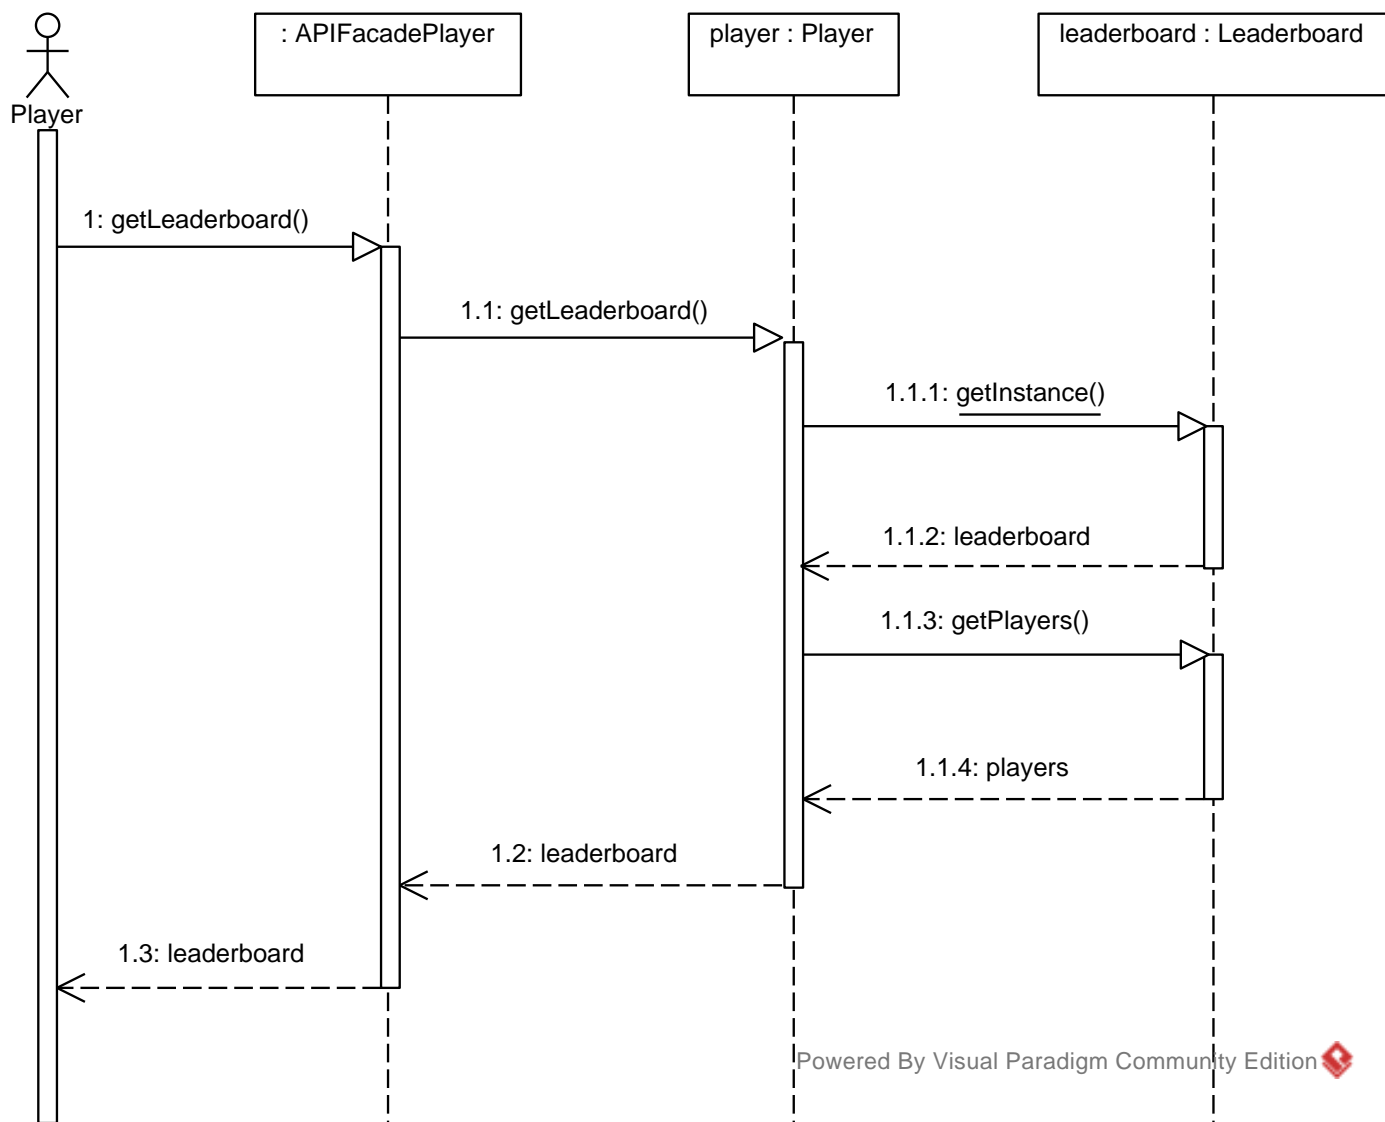 : APIFacadePlayer
player : Player
leaderboard : Leaderboard
Player
1: getLeaderboard()
1.1: getLeaderboard()
1.1.1: getInstance()
1.1.2: leaderboard
1.1.3: getPlayers()
1.1.4: players
1.2: leaderboard
1.3: leaderboard
Powered By Visual Paradigm Community Edition